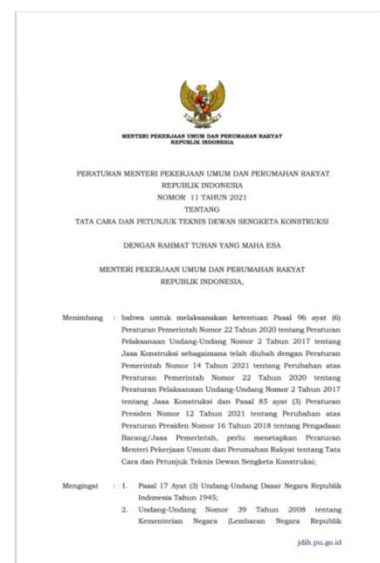 MENTERI PEKERJAAN UMUM DAN PERUMAHAN RAKYAT
REPUBLIK INDONESIA
PERATURAN MENTERI PEKERJAAN UMUM DAN PERUMAHAN RAKYAT
REPUBLIK INDONESIA
NOMOR 11 TAHUN 2021
TENTANG
TATA CARA DAN PETUNJUK TEKNIS DEWAN SENGKETA KONSTRUKSI
DENGAN RAHMAT TUHAN YANG MAHA ESA
MENTERI PEKERJAAN UMUM DAN PERUMAHAN RAKYAT
REPUBLIK INDONESIA,
Menimbang : bahwa untuk melaksanakan ketentuan Pasal 96 ayat (6)
Peraturan Pemerintah Nomor 22 Tahun 2020 tentang Peraturan
Pelaksanaan Undang-Undang Nomor 2 Tahun 2017 tentang
Jasa Konstruksi sebagaimana telah diubah dengan Peraturan
Pemerintah Nomor 14 Tahun 2021 tentang Perubahan atas
Peraturan Pemerintah Nomor 22 Tahun 2020 tentang
Peraturan Pelaksanaan Undang-Undang Nomor 2 Tahun 2017
tentang Jasa Konstruksi dan Pasal 85 ayat (3) Peraturan
Presiden Nomor 12 Tahun 2021 tentang Perubahan atas
Peraturan Presiden Nomor 16 Tahun 2018 tentang Pengadaan
Barang/Jasa Pemerintah, perlu menetapkan Peraturan
Menteri Pekerjaan Umum dan Perumahan Rakyat tentang Tata
Cara dan Petunjuk Teknis Dewan Sengketa Konstruksi;
Mengingat : 1. Pasal 17 Ayat (3) Undang-Undang Dasar Negara Republik
Indonesia Tahun 1945;
2. Undang-Undang Nomor 39 Tahun 2008 tentang
Kementerian Negara (Lembaran Negara Republik
jdih.pu.go.id